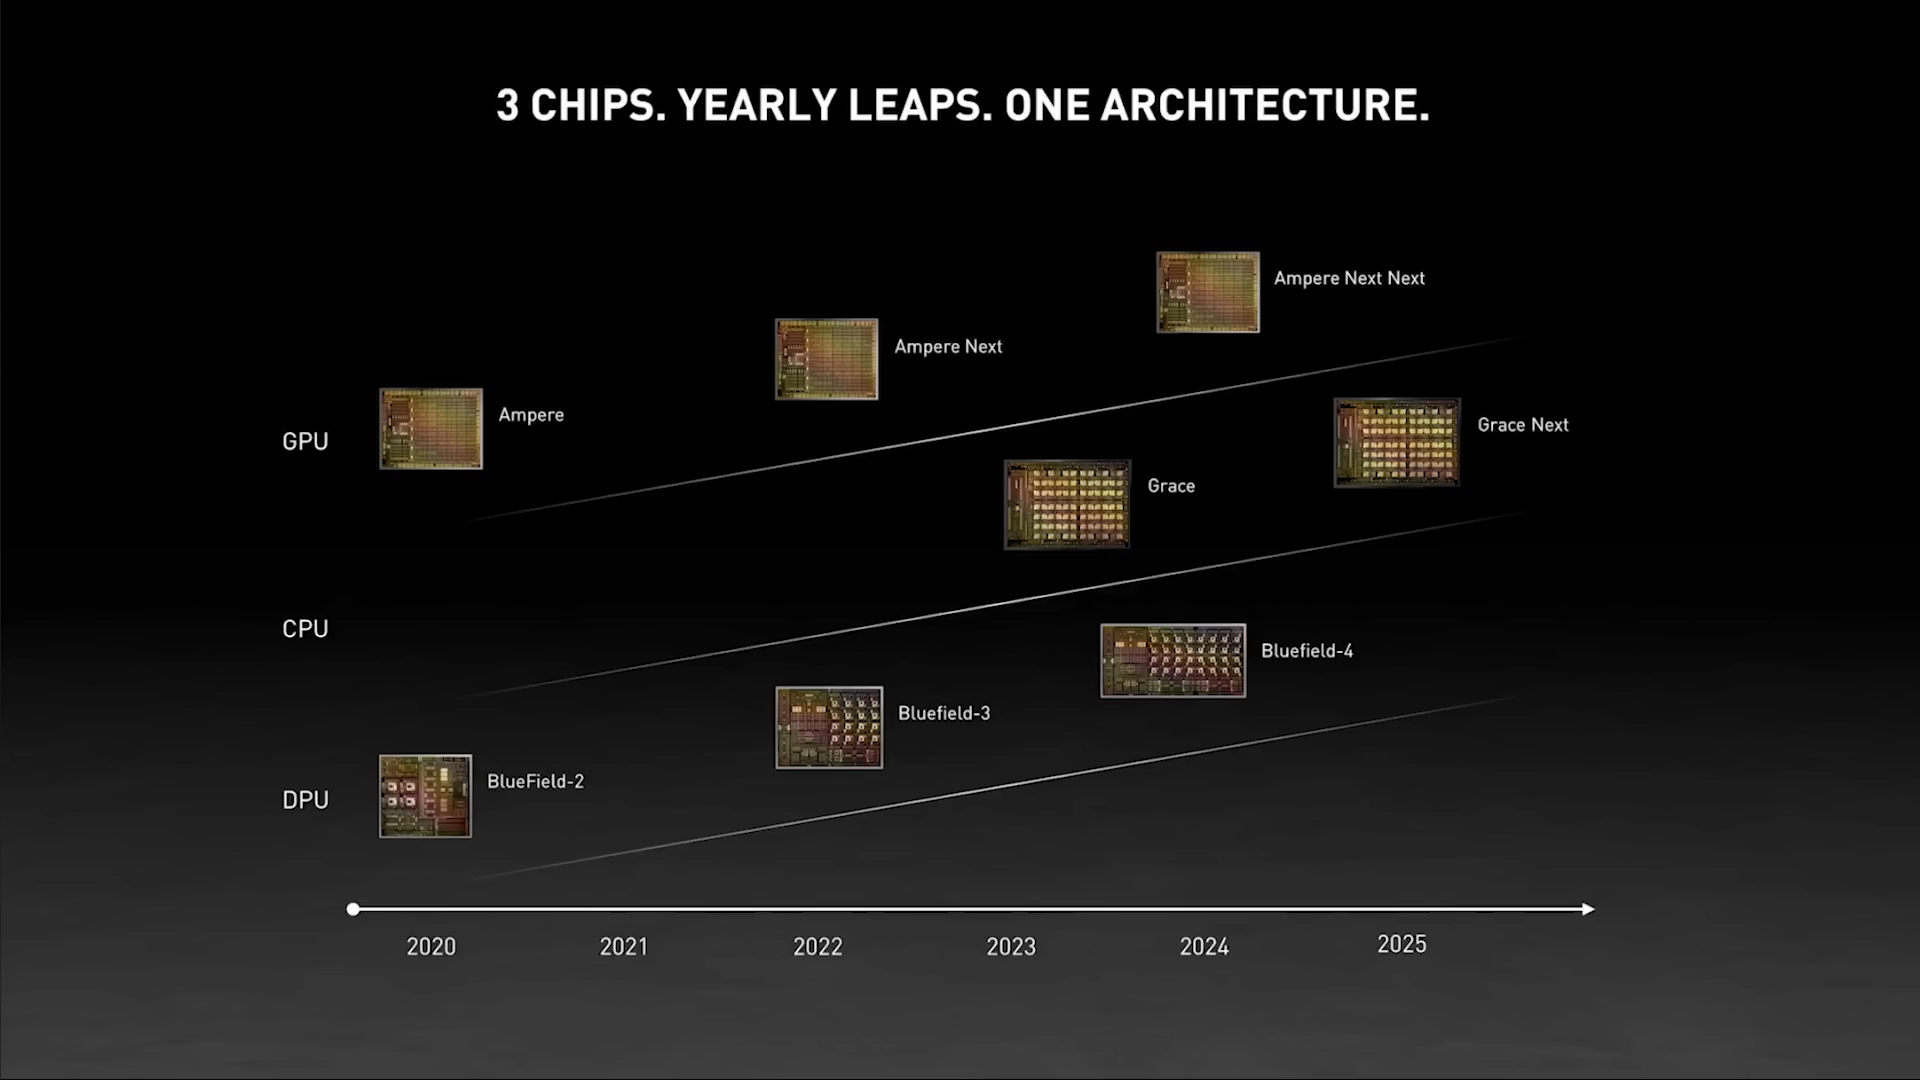 3 CHIPS. YEARLY LEAPS. ONE ARCHITECTURE.
Ampere Next Next
Ampere Next
Ampere
GPU
Grace Next
Grace
CPU
Bluefield-4
Bluefield-3
BlueField-2
DPU
2020 2021 2022 2023 2024 2025